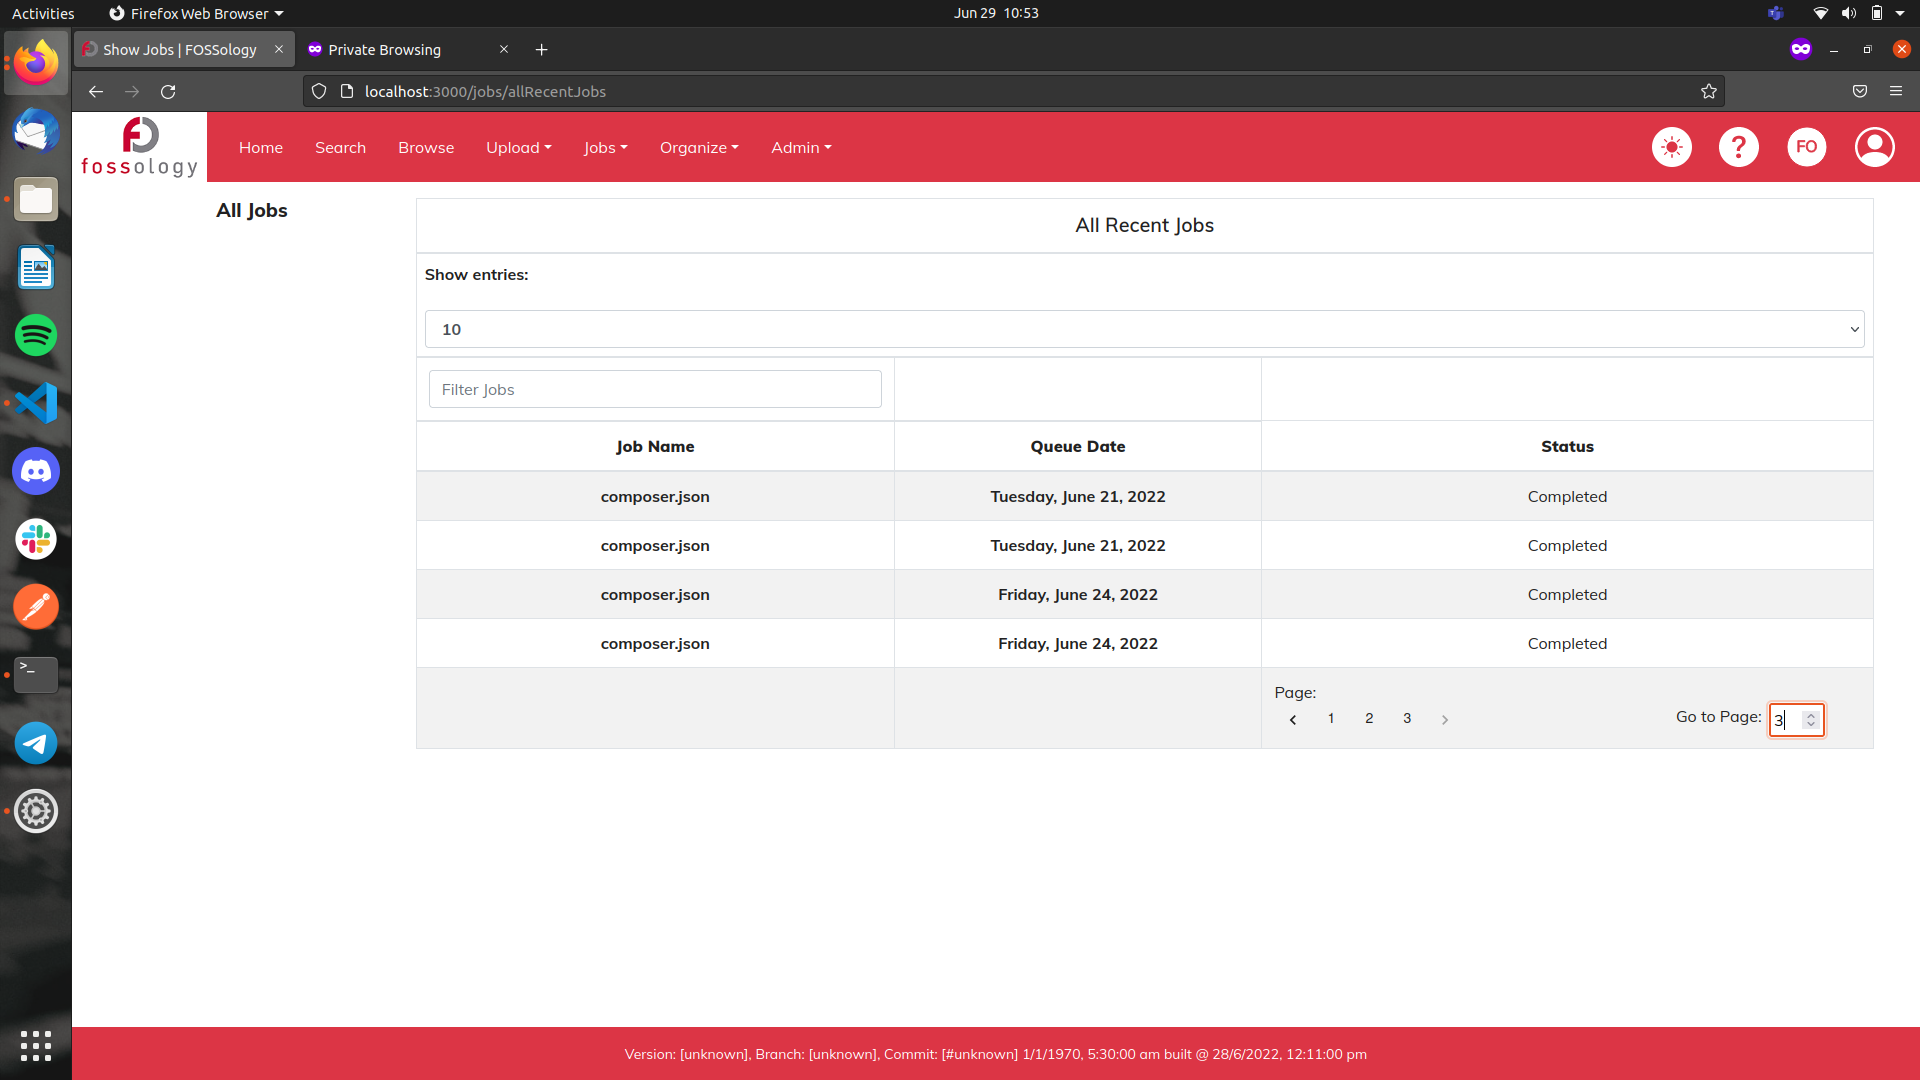 Activities
Firefox Web Browser
Jun 29 10:53
Show Jobs | FOSSology
Private Browsing
localhost:3000/jobs/allRecentJobs
fossology
Home
Search
Browse
Upload
Jobs
Organize
Admin
?
FO
All Jobs
All Recent Jobs
Show entries:
10
Filter Jobs
Job Name Queue Date Status
composer.json Tuesday, June 21, 2022 Completed
composer.json Tuesday, June 21, 2022 Completed
composer.json Friday, June 24, 2022 Completed
composer.json Friday, June 24, 2022 Completed
Page:
1 2 3
Go to Page: 3
Version: [unknown], Branch: [unknown], Commit: [#unknown] 1/1/1970, 5:30:00 am built @ 28/6/2022, 12:11:00 pm